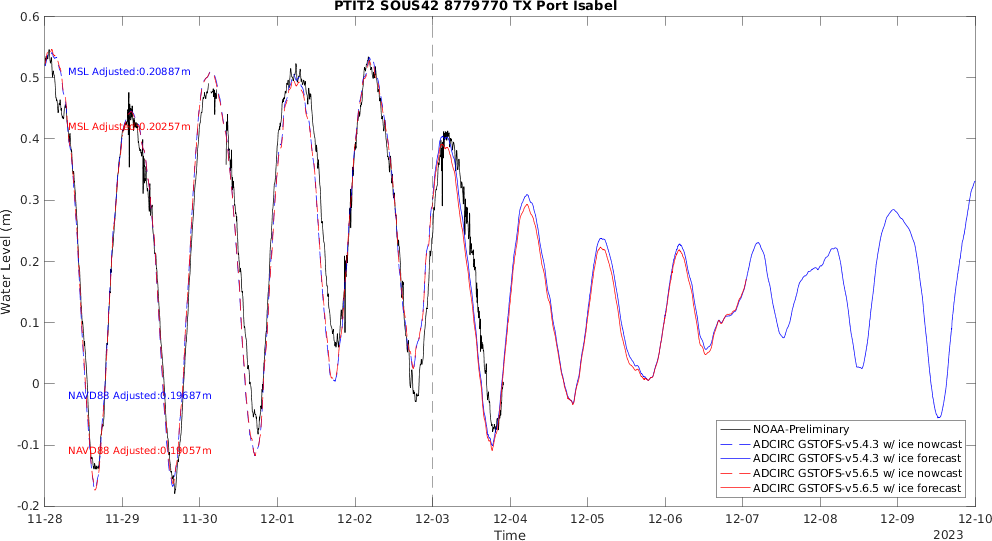 PTIT2 SOUS42 8779770 TX Port Isabel
Water Level (m)
0.6
0.5
0.4
0.3
0.2
0.1
0
-0.1
-0.2
MSL Adjusted:0.20887m
MSL Adjusted:0.20257m
NAVD88 Adjusted:0.19687m
NAVD88 Adjusted:0.19057m
NOAA-Preliminary
ADCIRC GSTOFS-v5.4.3 w/ ice nowcast
ADCIRC GSTOFS-v5.4.3 w/ ice forecast
ADCIRC GSTOFS-v5.6.5 w/ ice nowcast
ADCIRC GSTOFS-v5.6.5 w/ ice forecast
11-28 11-29 11-30 12-01 12-02 12-03 12-04 12-05 12-06 12-07 12-08 12-09 12-10
Time
2023